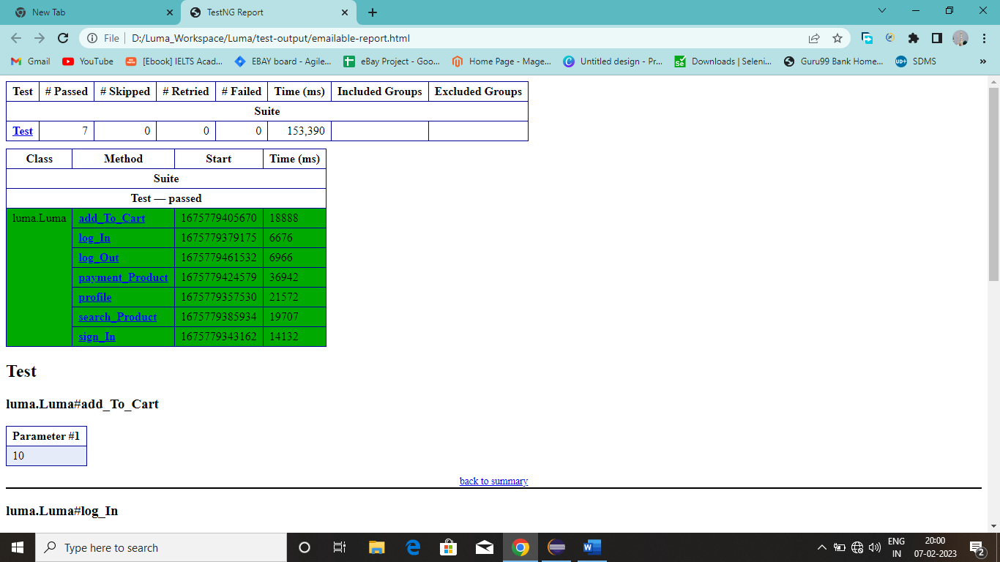 New Tab
TestNG Report
File | D:/Luma_Workspace/Luma/test-output/emailable-report.html
Gmail YouTube [Ebook] IELTS Acad... EBAY board - Agile... eBay Project - Goo... Home Page - Mage... Untitled design - Pr... Downloads | Seleni... Guru99 Bank Home... SDMS »
Test # Passed # Skipped # Retried # Failed Time (ms) Included Groups Excluded Groups
Suite
Test 7 0 0 0 153,390
Class Method Start Time (ms)
Suite
Test — passed
luma.Luma add_To_Cart 1675779405670 18888
log_In 1675779379175 6676
log_Out 1675779461532 6966
payment_Product 1675779424579 36942
profile 1675779357530 21572
search_Product 1675779385934 19707
sign_In 1675779343162 14132
Test
luma.Luma#add_To_Cart
Parameter #1
10
back to summary
luma.Luma#log_In
Type here to search
ENG
IN
20:00
07-02-2023
2